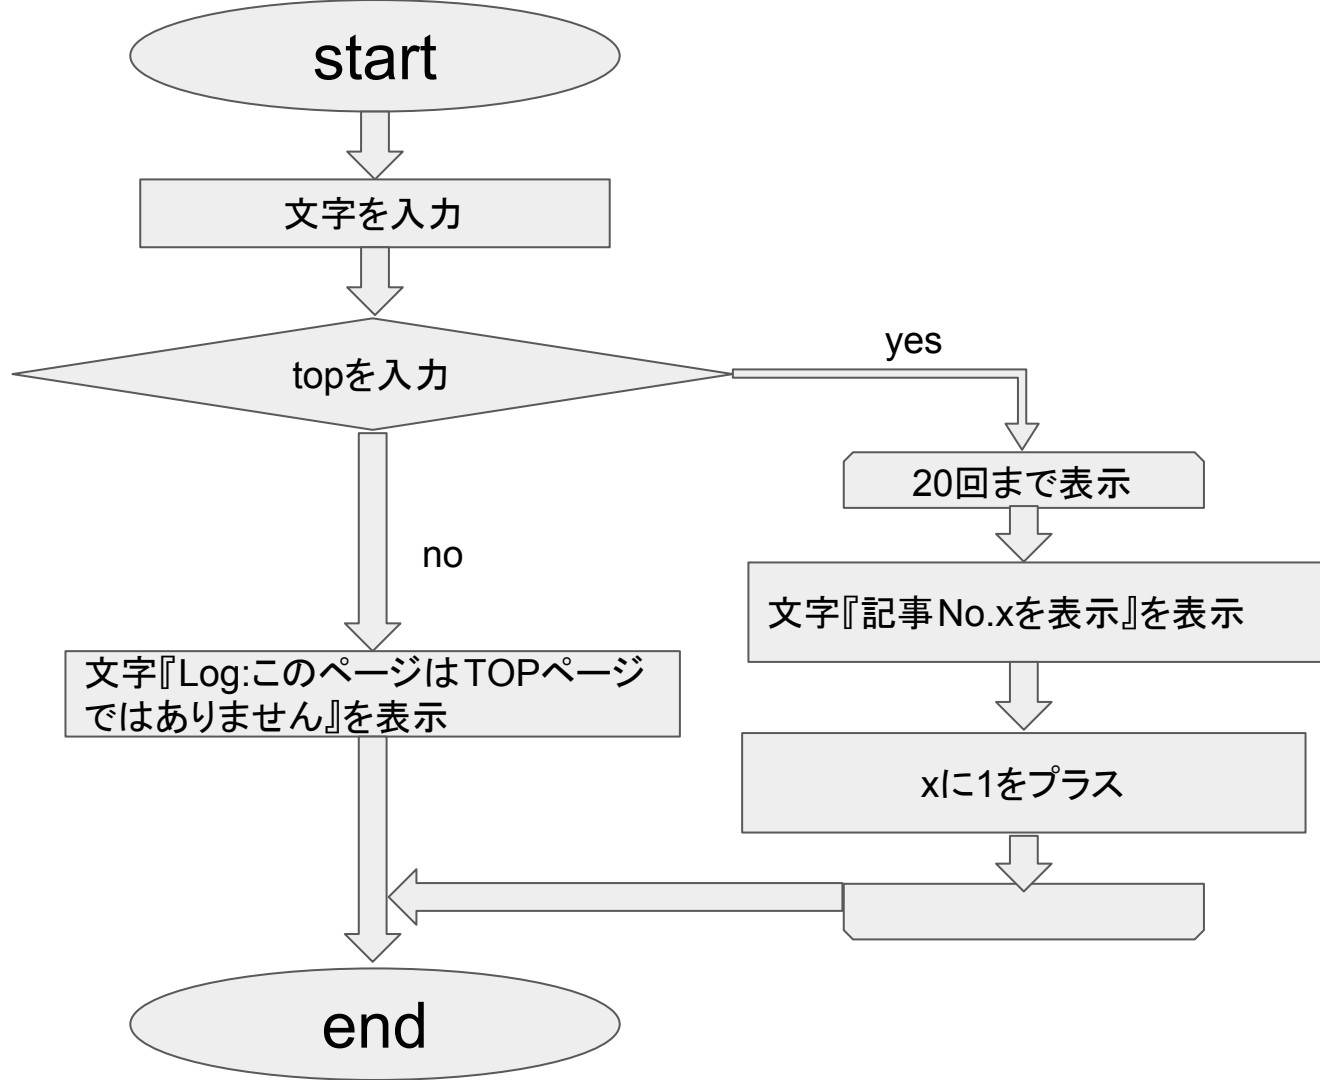 start
文字を入力
topを入力
yes
20回まで表示
no
文字『記事No.xを表示』を表示
文字『Log:このページはTOPページ
ではありません』を表示
xに1をプラス
end